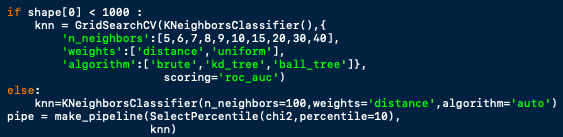 if shape[0] < 1000 :
    knn = GridSearchCV(KNeighborsClassifier(),{
        'n_neighbors':[5,6,7,8,9,10,15,20,30,40],
        'weights':['distance','uniform'],
        'algorithm':['brute','kd_tree','ball_tree']},
                      scoring='roc_auc')
else:
    knn=KNeighborsClassifier(n_neighbors=100,weights='distance',algorithm='auto')
pipe = make_pipeline(SelectPercentile(chi2,percentile=10),
                    knn)